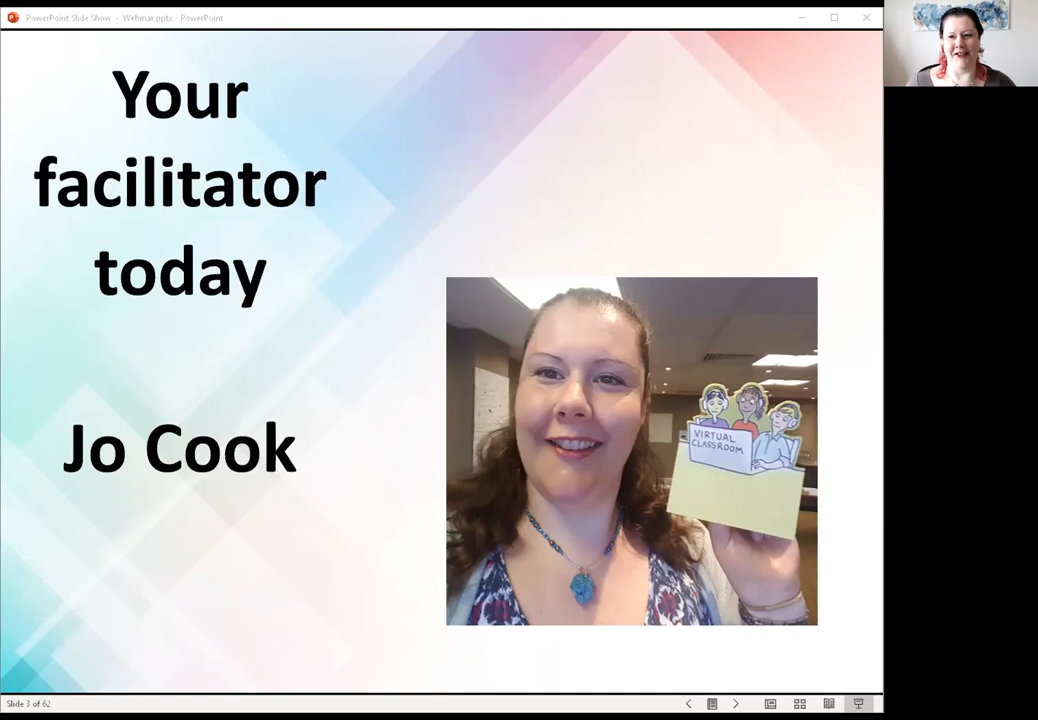 PowerPoint Slide Show - Webinar.pptx - PowerPoint
Your
facilitator
today
Jo Cook
VIRTUAL
CLASSROOM
Slide 3 of 62